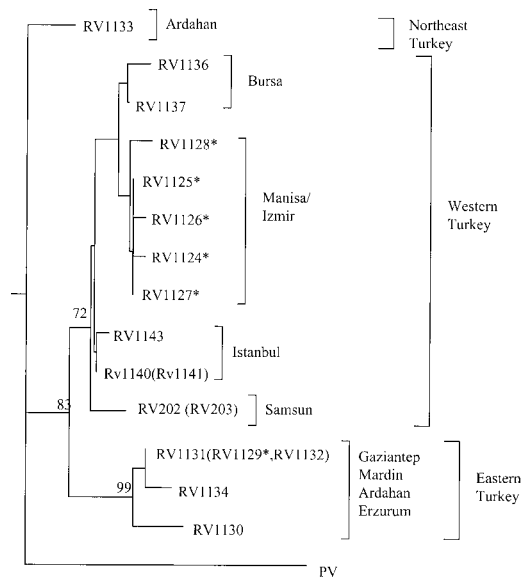 RV1133
Ardahan
Northeast
Turkey
RV1136
Bursa
RV1137
RV1128*
RV1125*
Manisa/
Izmir
RV1126*
Western
Turkey
RV1124*
RV1127*
72
RV1143
Istanbul
Rv1140(Rv1141)
83
RV202 (RV203)
Samsun
RV1131(RV1129*,RV1132)
Gaziantep
Mardin
Ardahan
Erzurum
Eastern
Turkey
99
RV1134
RV1130
PV